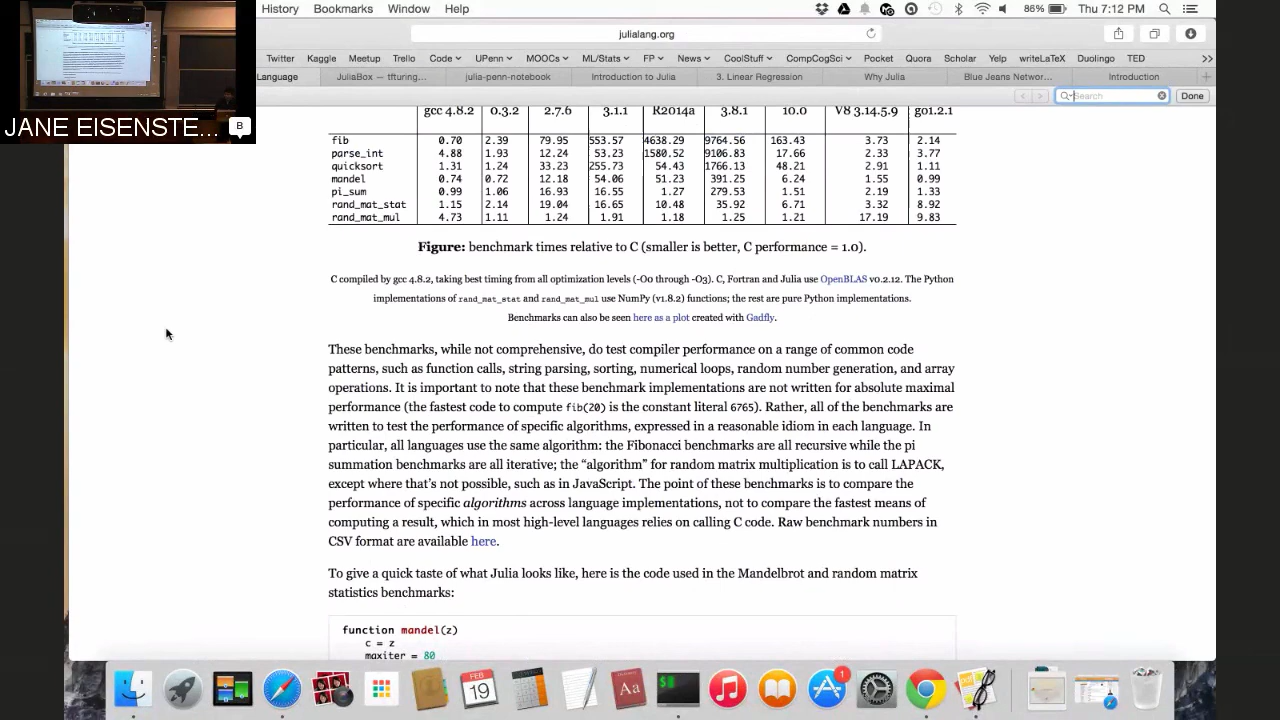 History Bookmarks Window Help
86% Thu 7:12 PM
julialang.org
Twitter Kaggle Meetup Trello Code UPenn MOOCs ML/Stats FP News CoolStuff CompCogSci Pocket Quora Scholar Help writeLaTeX Duolingo TED
Language JuliaBox — Introduction to Julia Why Julia Blue Jeans Networ... Introduction
Search Done
JANE EISENSTE... B
gcc 4.8.2 0.3.2 2.7.6 3.1.1 R2014a 3.8.1 10.0 V8 3.14.5.9 go1.2.1
fib 0.70 2.39 79.95 553.57 4638.29 9764.56 163.43 3.73 2.14
parse_int 4.88 1.93 12.24 53.23 1580.52 9106.83 17.66 2.33 3.77
quicksort 1.31 1.24 33.23 255.73 54.43 1766.13 48.21 2.91 1.11
mandel 0.74 0.72 12.18 54.06 51.23 391.25 6.24 1.55 0.99
pi_sum 0.99 1.06 16.93 16.55 1.27 279.53 1.51 2.19 1.33
rand_mat_stat 1.15 2.14 19.04 16.65 10.48 35.92 6.71 3.32 8.92
rand_mat_mul 4.73 1.11 1.24 1.91 1.18 1.25 1.21 17.19 9.83
Figure: benchmark times relative to C (smaller is better, C performance = 1.0).
C compiled by gcc 4.8.2, taking best timing from all optimization levels (-O0 through -O3). C, Fortran and Julia use OpenBLAS v0.2.12. The Python
implementations of rand_mat_stat and rand_mat_mul use NumPy (v1.8.2) functions; the rest are pure Python implementations.
Benchmarks can also be seen here as a plot created with Gadfly.
These benchmarks, while not comprehensive, do test compiler performance on a range of common code
patterns, such as function calls, string parsing, sorting, numerical loops, random number generation, and array
operations. It is important to note that these benchmark implementations are not written for absolute maximal
performance (the fastest code to compute fib(20) is the constant literal 6765). Rather, all of the benchmarks are
written to test the performance of specific algorithms, expressed in a reasonable idiom in each language. In
particular, all languages use the same algorithm: the Fibonacci benchmarks are all recursive while the pi
summation benchmarks are all iterative; the “algorithm” for random matrix multiplication is to call LAPACK,
except where that’s not possible, such as in JavaScript. The point of these benchmarks is to compare the
performance of specific algorithms across language implementations, not to compare the fastest means of
computing a result, which in most high-level languages relies on calling C code. Raw benchmark numbers in
CSV format are available here.
To give a quick taste of what Julia looks like, here is the code used in the Mandelbrot and random matrix
statistics benchmarks:
function mandel(z)
c = z
maxiter = 80
FEB
19
Aa
1